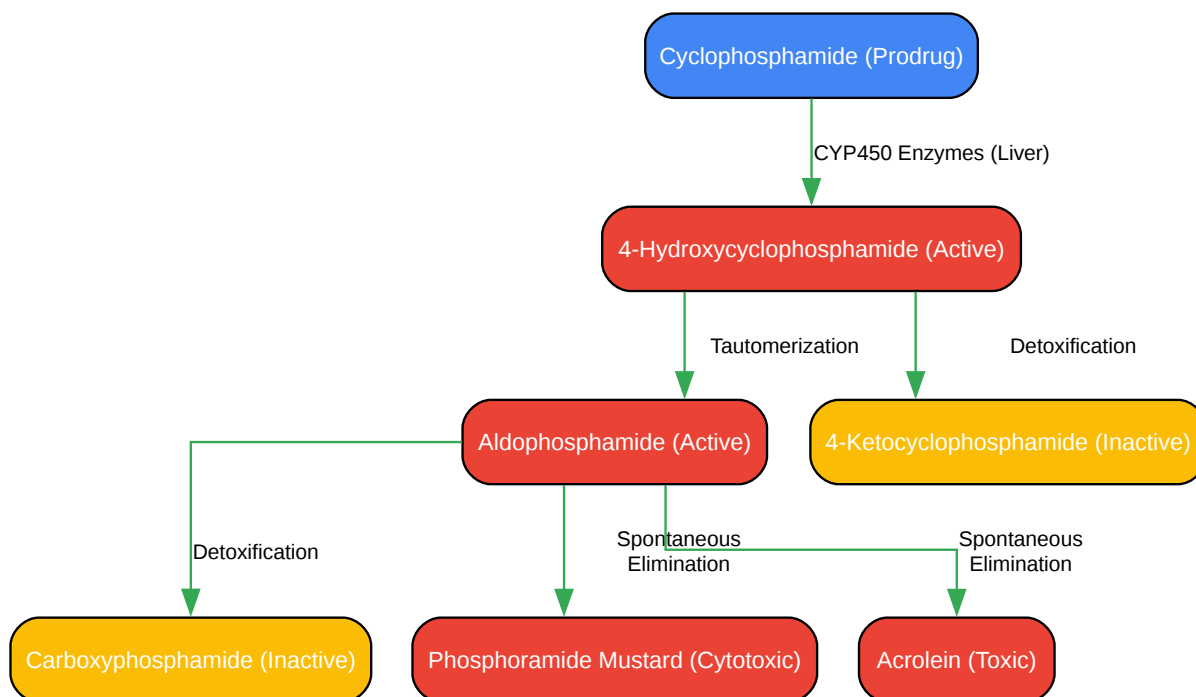 Cyclophosphamide (Prodrug)
CYP450 Enzymes (Liver)
4-Hydroxycyclophosphamide (Active)
Tautomerization
Detoxification
Aldophosphamide (Active)
4-Ketocyclophosphamide (Inactive)
Detoxification
Spontaneous
Elimination
Spontaneous
Elimination
Carboxyphosphamide (Inactive)
Phosphoramide Mustard (Cytotoxic)
Acrolein (Toxic)